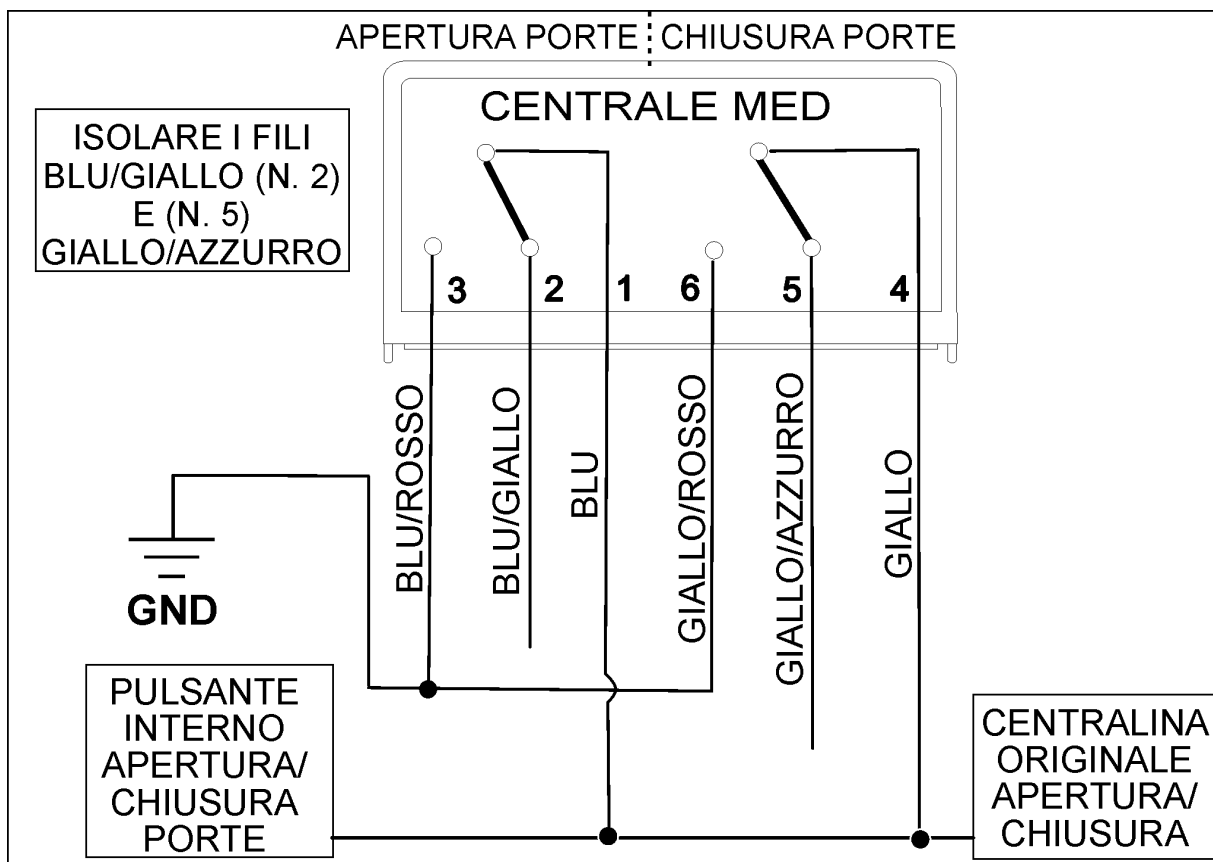 APERTURA PORTE CHIUSURA PORTE
CENTRALE MED
ISOLARE I FILI
BLU/GIALLO (N. 2)
E (N. 5)
GIALLO/AZZURRO
3 2 1 6 5 4
BLU/ROSSO
BLU/GIALLO
BLU
GIALLO/ROSSO
GIALLO/AZZURRO
GIALLO
GND
PULSANTE
INTERNO
APERTURA/
CHIUSURA
PORTE
CENTRALINA
ORIGINALE
APERTURA/
CHIUSURA